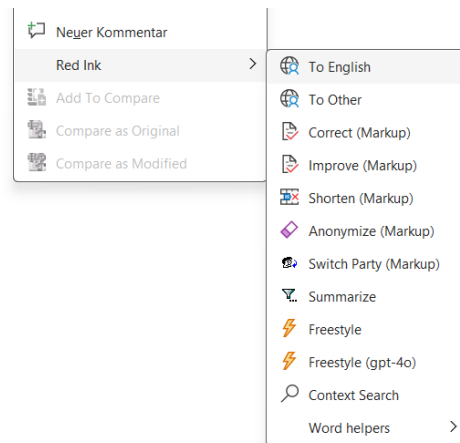 Neuer Kommentar
Red Ink
Add To Compare
Compare as Original
Compare as Modified
To English
To Other
Correct (Markup)
Improve (Markup)
Shorten (Markup)
Anonymize (Markup)
Switch Party (Markup)
Summarize
Freestyle
Freestyle (gpt-4o)
Context Search
Word helpers